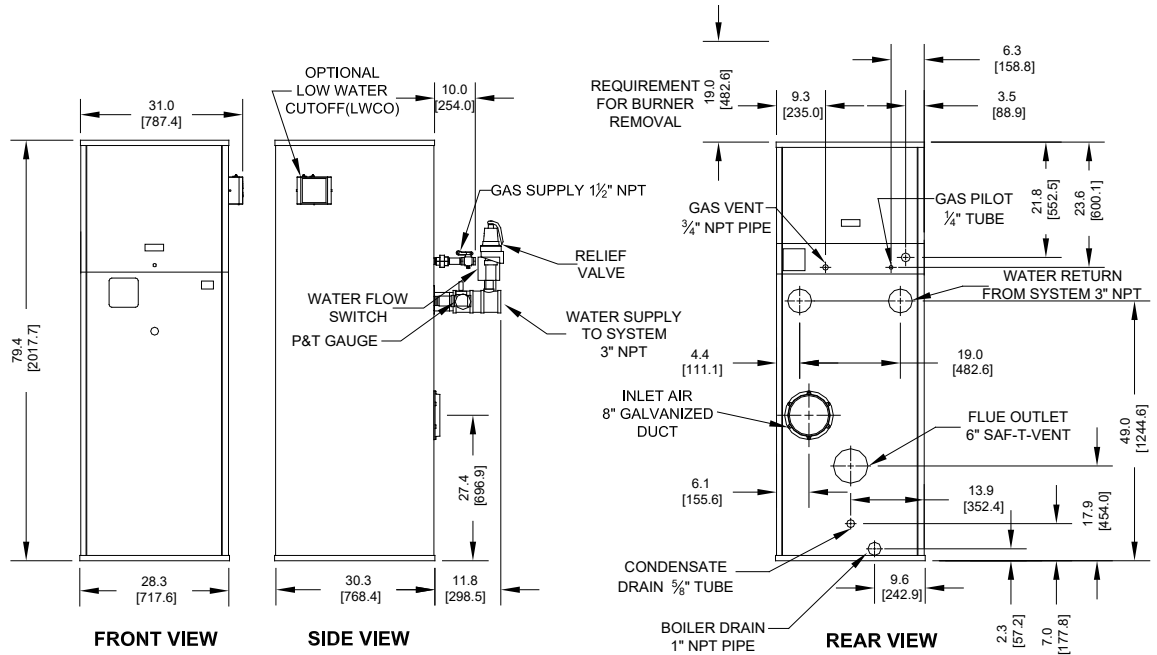 31.0
[787.4]
79.4
[2017.7]
28.3
[717.6]
FRONT VIEW
OPTIONAL
LOW WATER
CUTOFF(LWCO)
10.0
[254.0]
GAS SUPPLY 1½" NPT
RELIEF
VALVE
WATER FLOW
SWITCH
P&T GAUGE
WATER SUPPLY
TO SYSTEM
3" NPT
27.4
[696.9]
30.3
[768.4]
11.8
[298.5]
SIDE VIEW
19.0
[482.6]
REQUIREMENT
FOR BURNER
REMOVAL
9.3
[235.0]
6.3
[158.8]
3.5
[88.9]
21.8
[552.5]
23.6
[600.1]
GAS VENT
¾" NPT PIPE
GAS PILOT
¼" TUBE
WATER RETURN
FROM SYSTEM 3" NPT
4.4
[111.1]
19.0
[482.6]
INLET AIR
8" GALVANIZED
DUCT
FLUE OUTLET
6" SAF-T-VENT
49.0
[1244.6]
6.1
[155.6]
13.9
[352.4]
17.9
[454.0]
CONDENSATE
DRAIN ⅝" TUBE
9.6
[242.9]
BOILER DRAIN
1" NPT PIPE
2.3
[57.2]
7.0
[177.8]
REAR VIEW